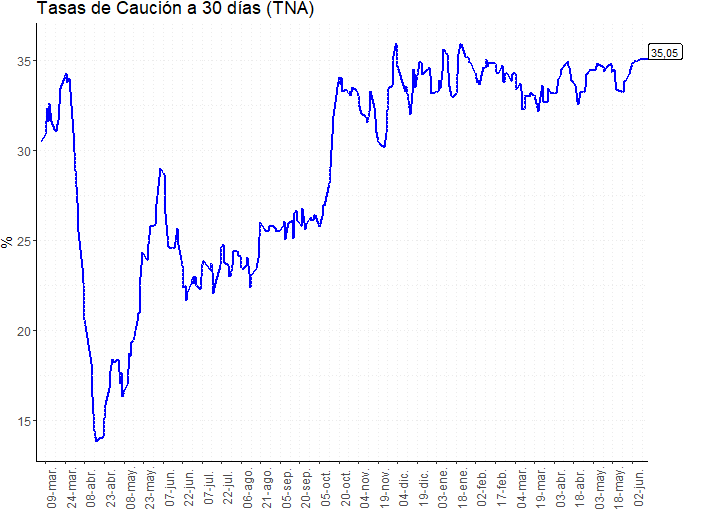 Tasas de Caución a 30 días (TNA)
35,05
35
30
25
20
15
%
09-mar.
24-mar.
08-abr.
23-abr.
08-may.
23-may.
07-jun.
22-jun.
07-jul.
22-jul.
06-ago.
21-ago.
05-sep.
20-sep.
05-oct.
20-oct.
04-nov.
19-nov.
04-dic.
19-dic.
03-ene.
18-ene.
02-feb.
17-feb.
04-mar.
19-mar.
03-abr.
18-abr.
03-may.
18-may.
02-jun.